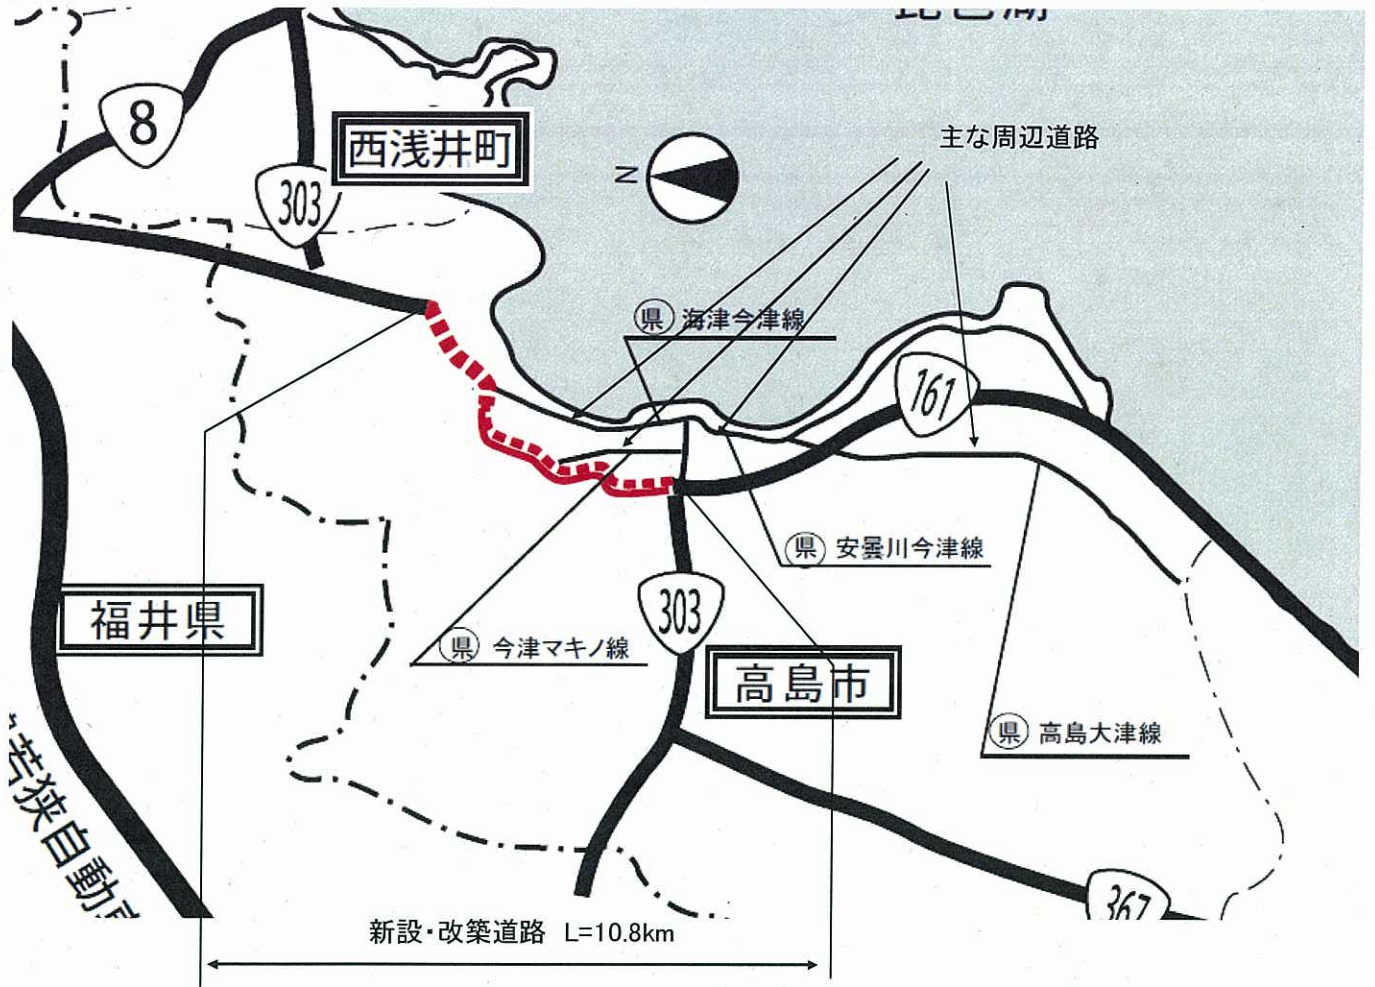 琵琶湖
主な周辺道路
8
西浅井町
303
N
県 海津今津線
161
県 安曇川今津線
福井県
303
県 今津マキノ線
高島市
県 高島大津線
若狭自動
367
新設・改築道路 L=10.8km